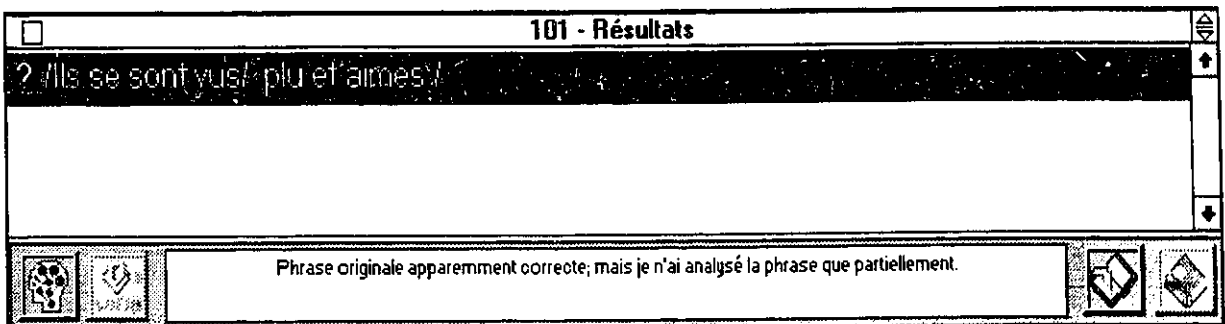 101 - Résultats
? /Ils se sont vus/ plu et aimés/
Phrase originale apparemment correcte; mais je n'ai analysé la phrase que partiellement.